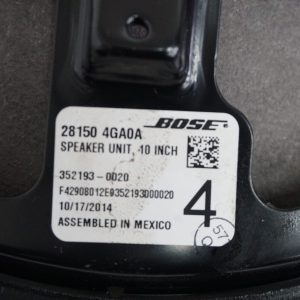 BOSE
28150 4GA0A
SPEAKER UNIT, 10 INCH
352193-0020
F42908012E9352193000020
10/17/2014
ASSEMBLED IN MEXICO
4